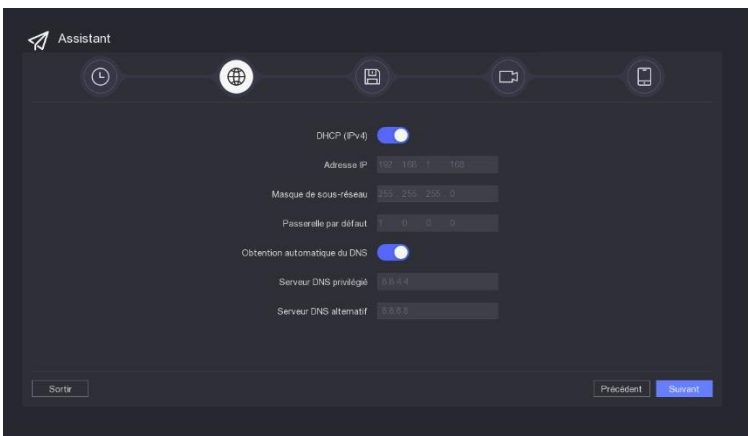 Assistant
DHCP (IPv4)
Adresse IP 192 . 168 . 1 . 168
Masque de sous-réseau 255 . 255 . 255 . 0
Passerelle par défaut 1 . 0 . 0 . 0
Obtention automatique du DNS
Serveur DNS privilégié 8.8.4.4
Serveur DNS alternatif 8.8.8.8
Sortir Précédent Suivant